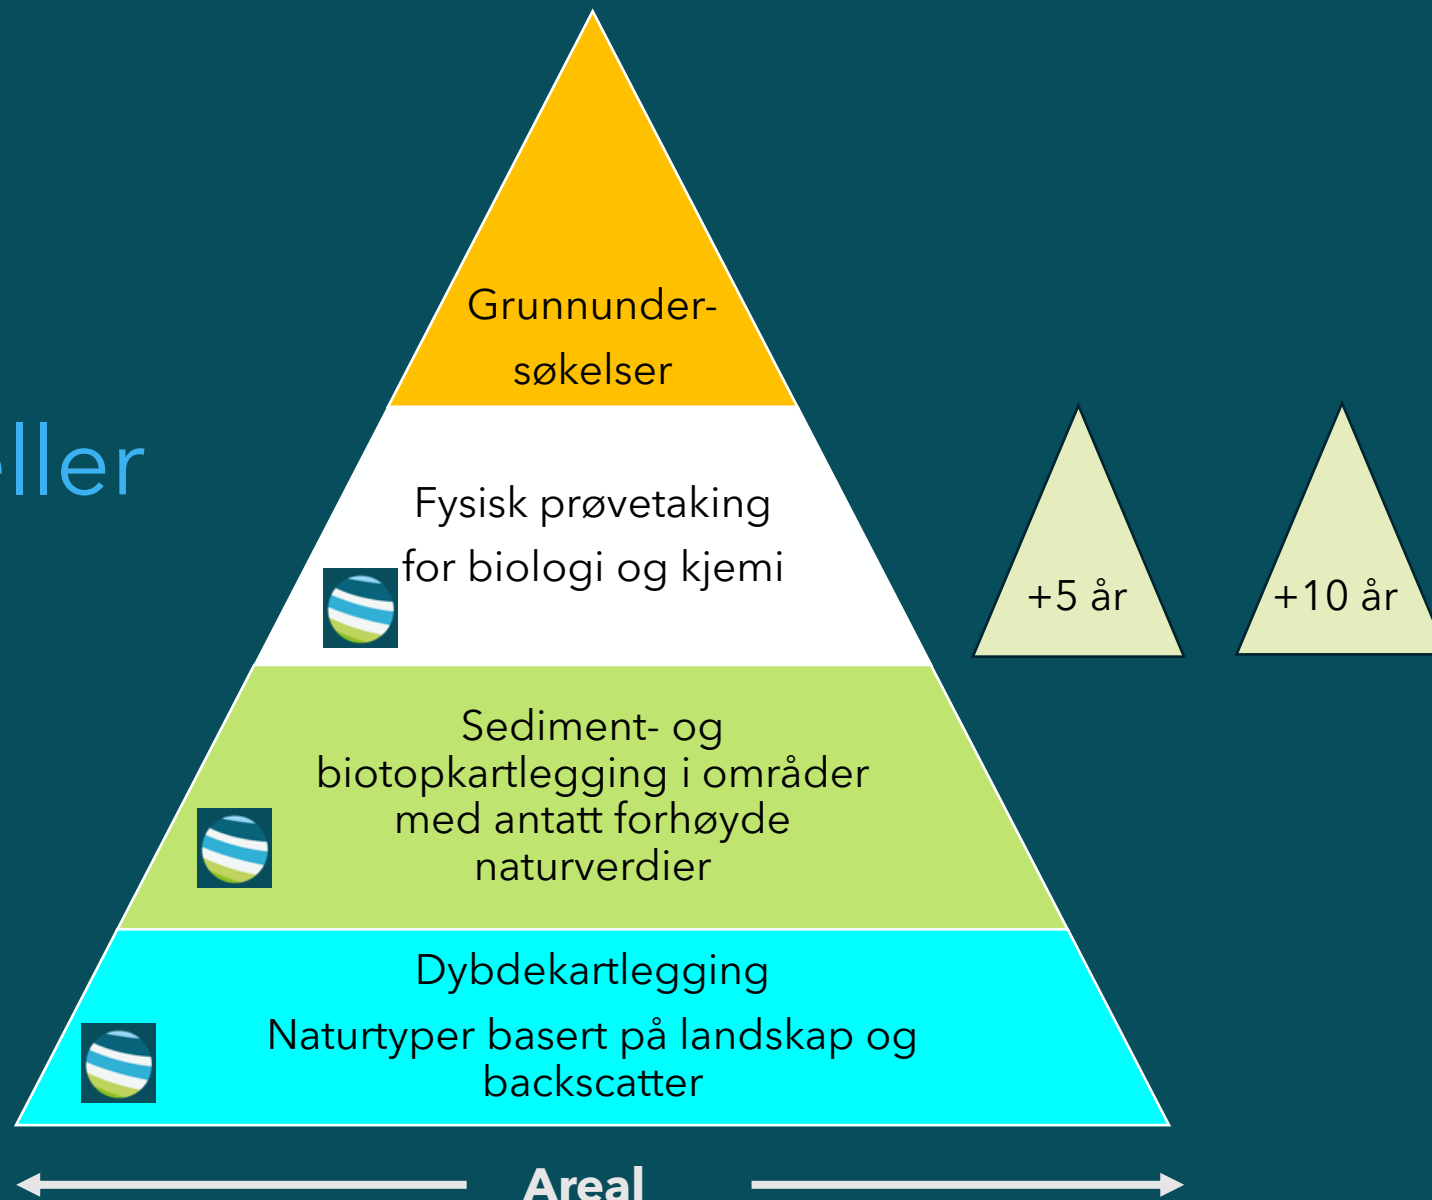 Grunnunder-
søkelser
Fysisk prøvetaking
for biologi og kjemi
+5 år
+10 år
Sediment- og
biotopkartlegging i områder
med antatt forhøyde
naturverdier
Dybdekartlegging
Naturtyper basert på landskap og
backscatter
Areal